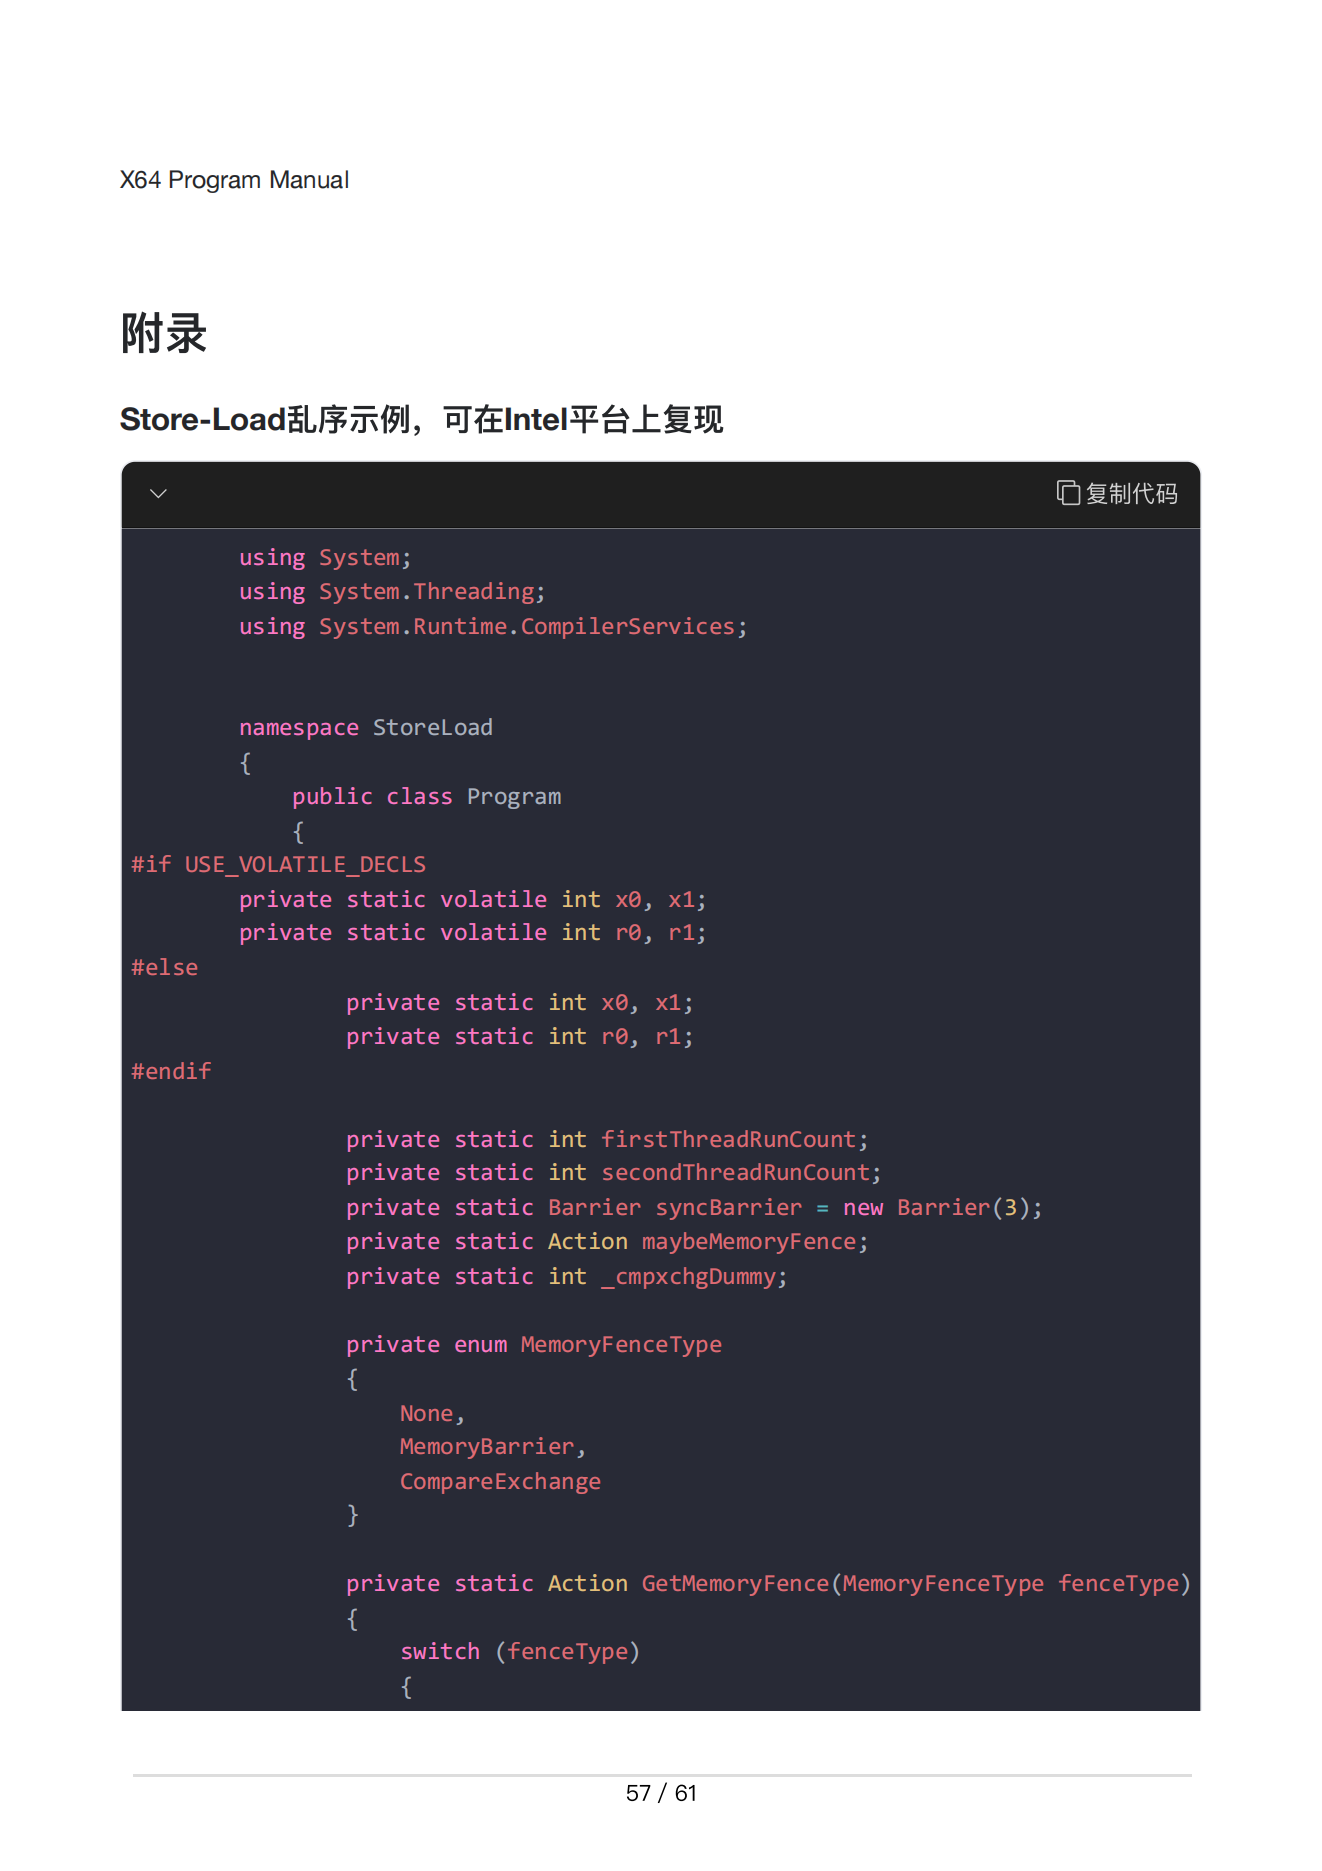 X64 Program Manual
附录
Store-Load乱序示例，可在Intel平台上复现
复制代码
using System;
using System.Threading;
using System.Runtime.CompilerServices;
namespace StoreLoad
{
public class Program
{
#if USE_VOLATILE_DECLS
private static volatile int x0, x1;
private static volatile int r0, r1;
#else
private static int x0, x1;
private static int r0, r1;
#endif
private static int firstThreadRunCount;
private static int secondThreadRunCount;
private static Barrier syncBarrier = new Barrier(3);
private static Action maybeMemoryFence;
private static int _cmpxchgDummy;
private enum MemoryFenceType
{
None,
MemoryBarrier,
CompareExchange
}
private static Action GetMemoryFence(MemoryFenceType fenceType)
{
switch (fenceType)
{
57 / 61